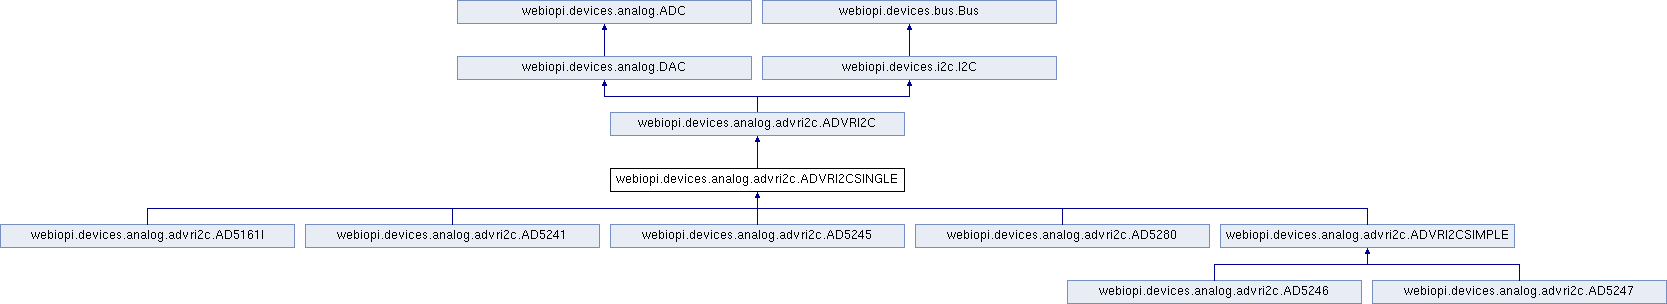 webiopi.devices.analog.ADC
webiopi.devices.bus.Bus
webiopi.devices.analog.DAC
webiopi.devices.i2c.I2C
webiopi.devices.analog.advri2c.ADVRI2C
webiopi.devices.analog.advri2c.ADVRI2CSINGLE
webiopi.devices.analog.advri2c.AD5161I
webiopi.devices.analog.advri2c.AD5241
webiopi.devices.analog.advri2c.AD5245
webiopi.devices.analog.advri2c.AD5280
webiopi.devices.analog.advri2c.ADVRI2CSIMPLE
webiopi.devices.analog.advri2c.AD5246
webiopi.devices.analog.advri2c.AD5247